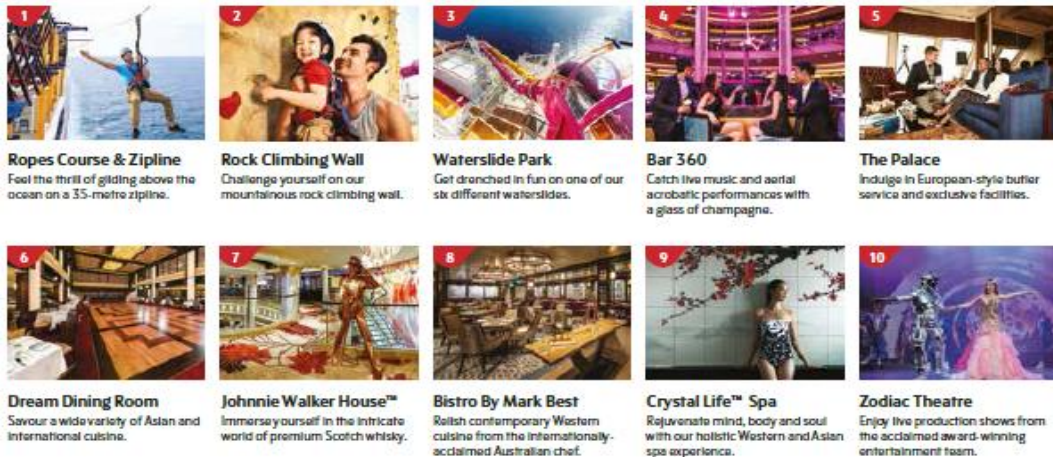 1
Ropes Course & Zipline
Feel the thrill of gliding above the
ocean on a 35-metre zipline.
2
Rock Climbing Wall
Challenge yourself on our
mountainous rock climbing wall.
3
Waterslide Park
Get drenched in fun on one of our
six different waterslides.
4
Bar 360
Catch live music and aerial
acrobatic performances with
a glass of champagne.
5
The Palace
Indulge in European-style butler
service and exclusive facilities.
6
Dream Dining Room
Savour a wide variety of Asian and
international cuisine.
7
Johnnie Walker House™
Immerse yourself in the intricate
world of premium Scotch whisky.
8
Bistro By Mark Best
Relish contemporary Western
cuisine from the internationally-
acclaimed Australian chef.
9
Crystal Life™ Spa
Rejuvenate mind, body and soul
with our holistic Western and Asian
spa experience.
10
Zodiac Theatre
Enjoy live production shows from
the acclaimed award-winning
entertainment team.